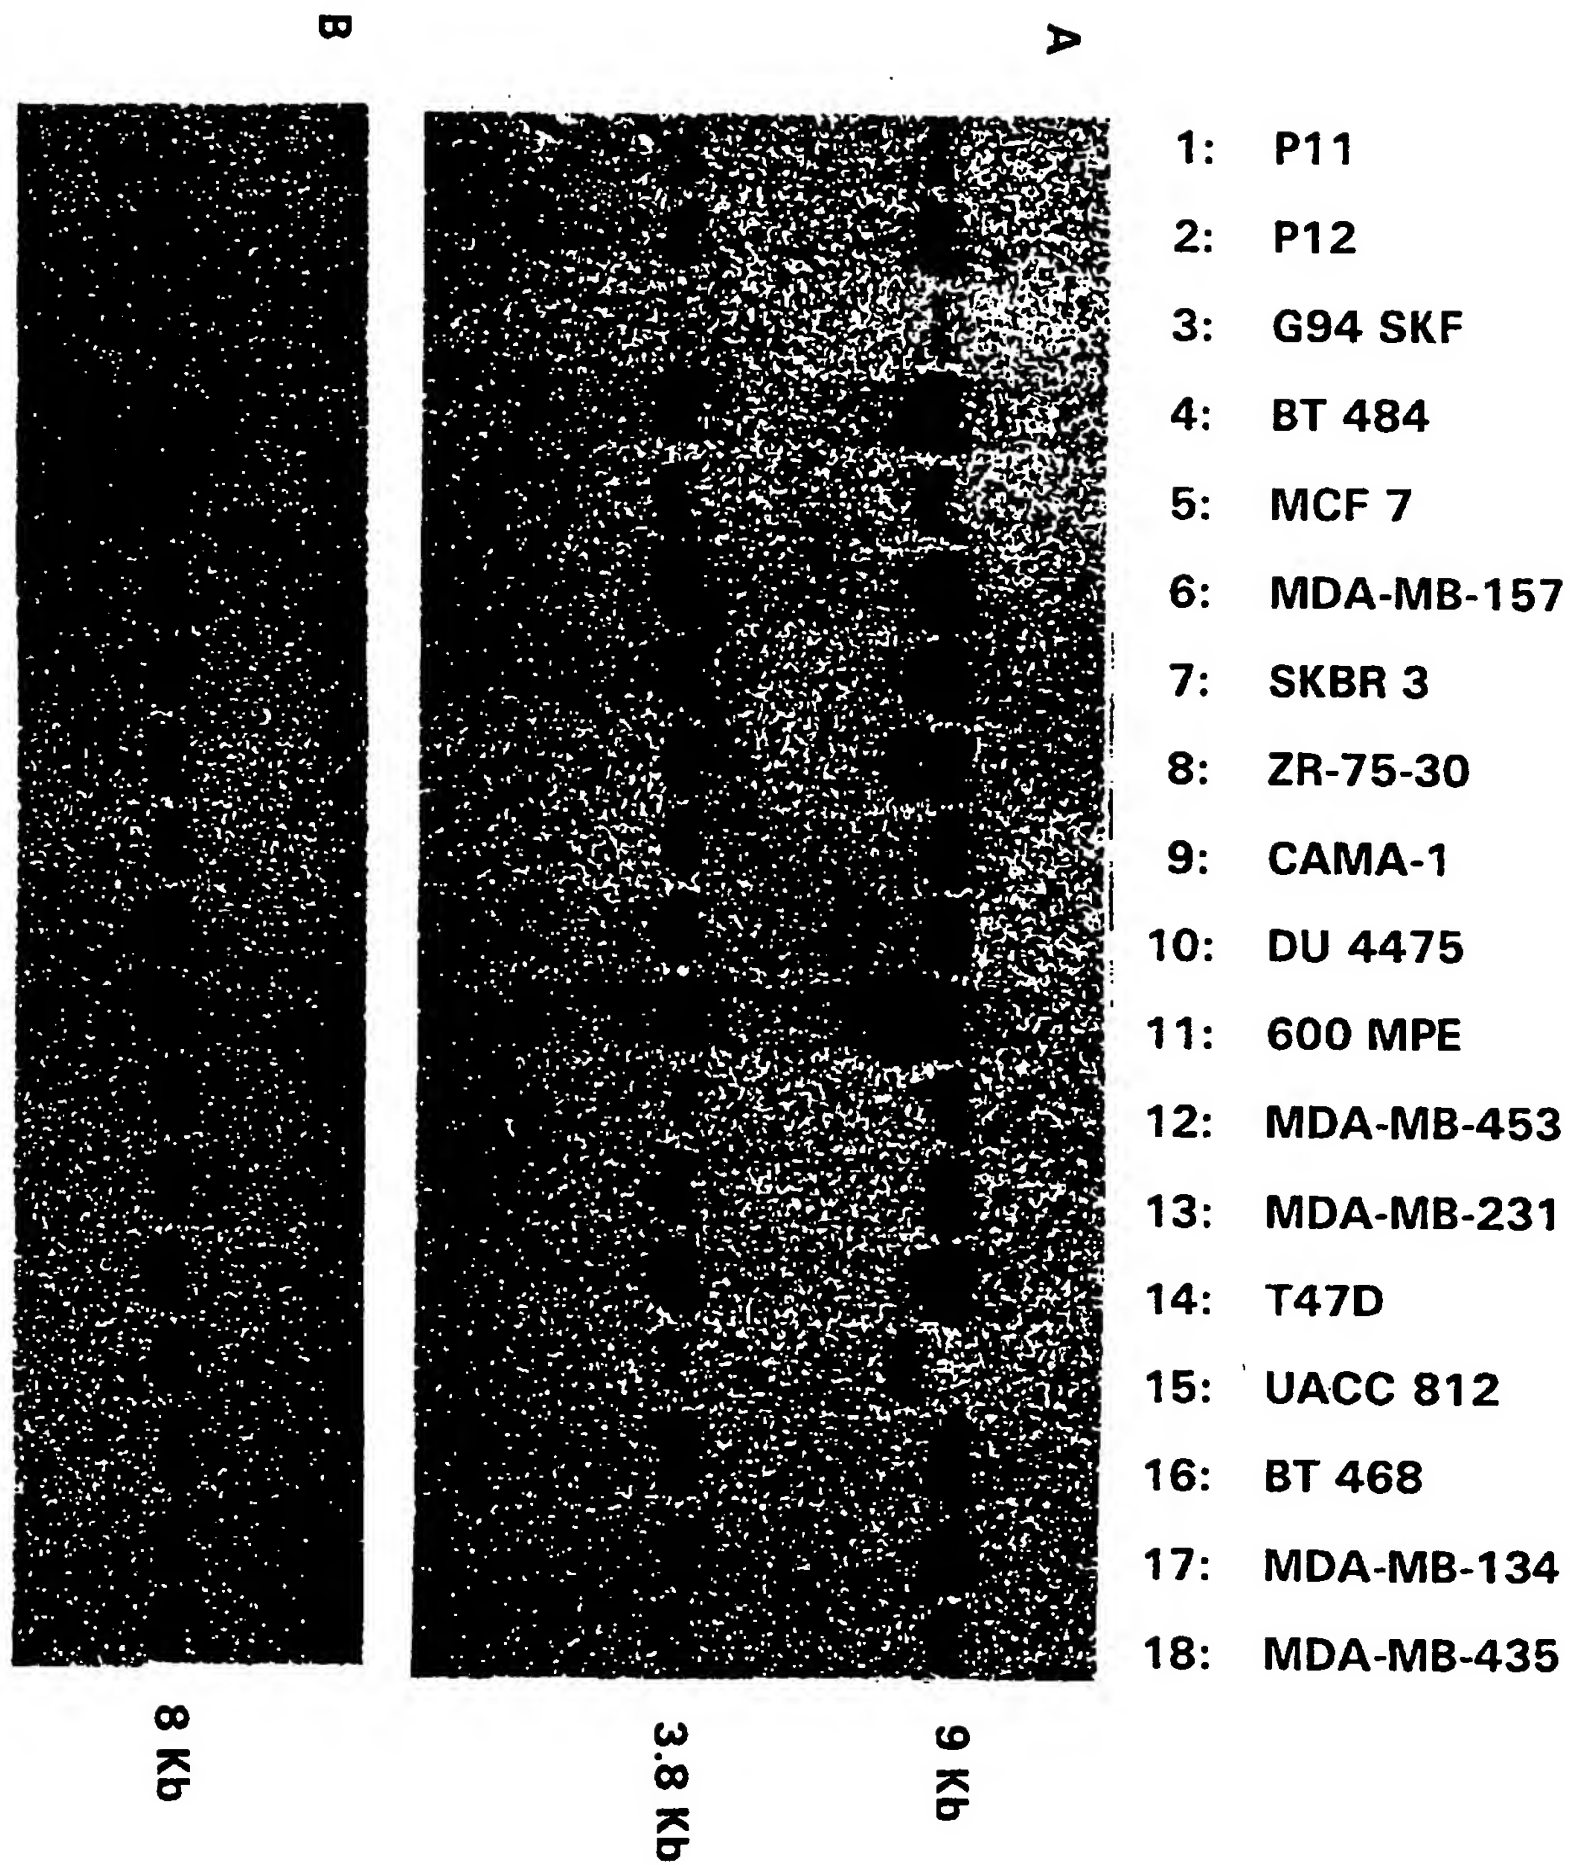 B
A
1: P11
2: P12
3: G94 SKF
4: BT 484
5: MCF 7
6: MDA-MB-157
7: SKBR 3
8: ZR-75-30
9: CAMA-1
10: DU 4475
11: 600 MPE
12: MDA-MB-453
13: MDA-MB-231
14: T47D
15: UACC 812
16: BT 468
17: MDA-MB-134
18: MDA-MB-435
8 Kb
3.8 Kb
9 Kb